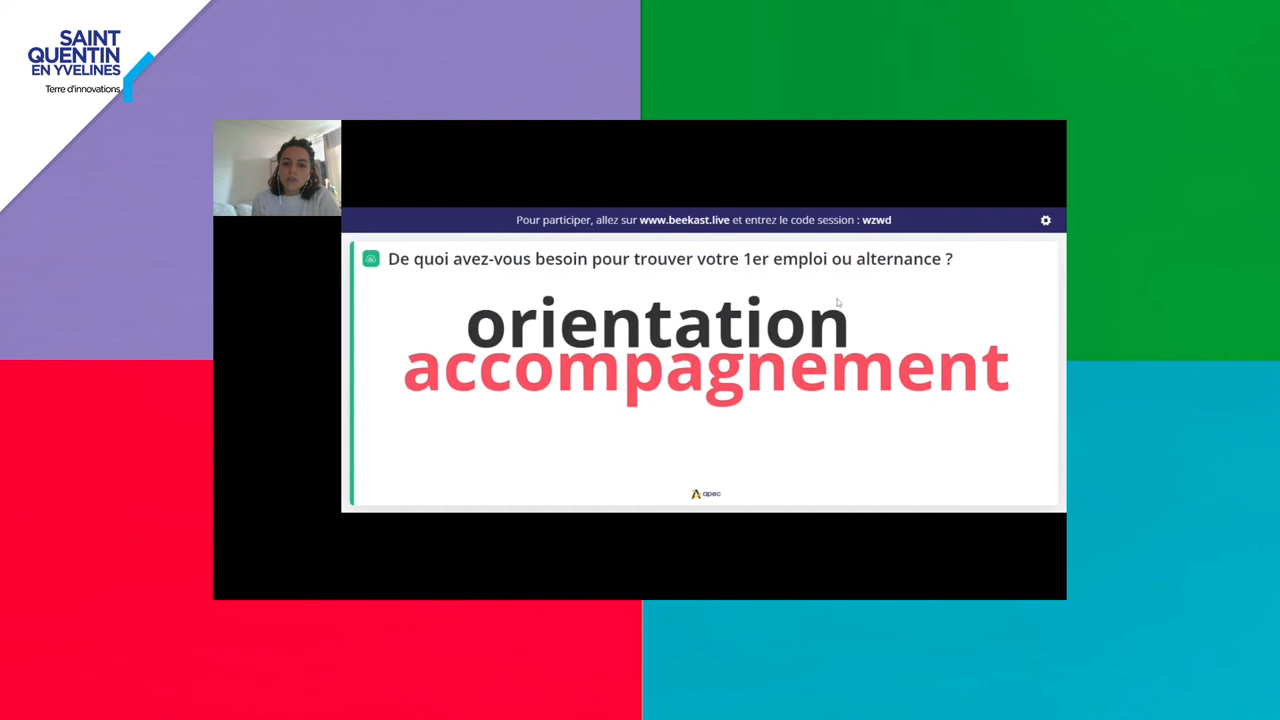 SAINT
QUENTIN
EN YVELINES
Terre d'innovations
Pour participer, allez sur www.beekast.live et entrez le code session : wzwd
De quoi avez-vous besoin pour trouver votre 1er emploi ou alternance ?
orientation
accompagnement
apec